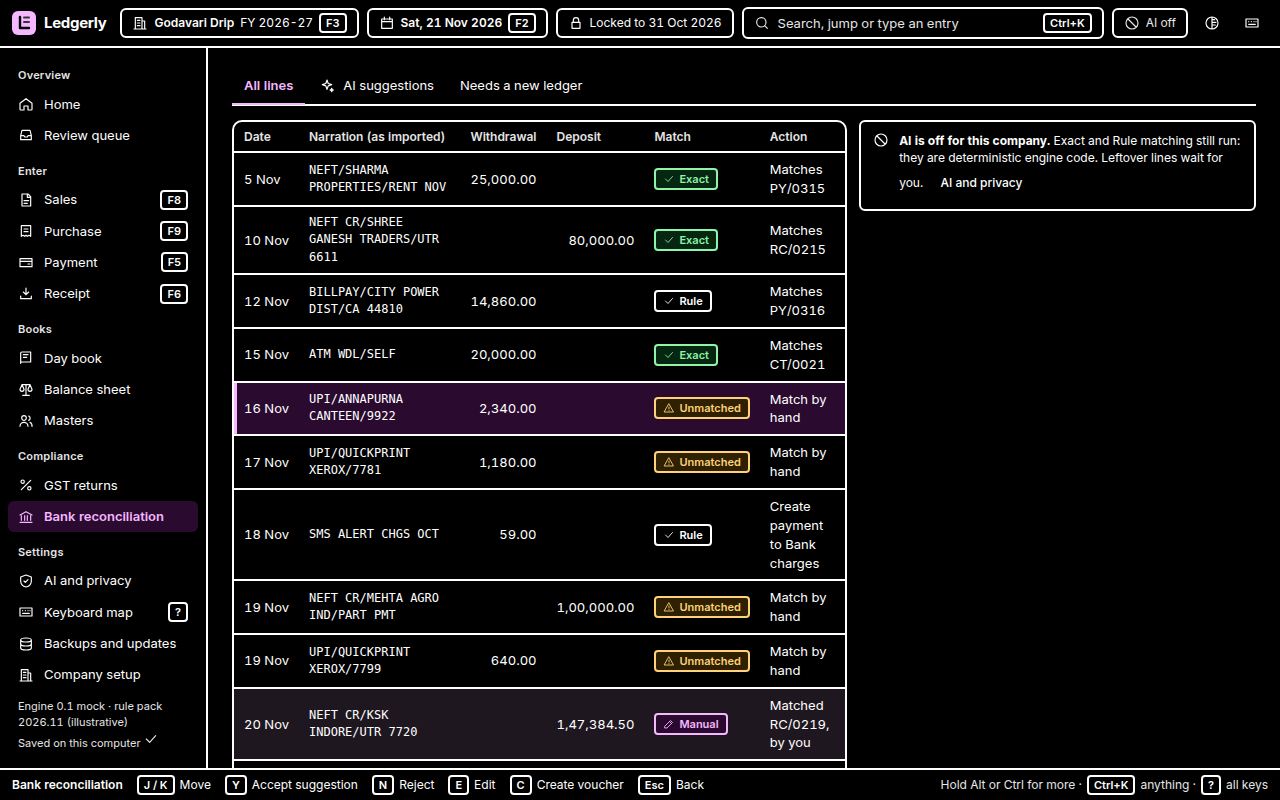 Ledgerly
Godavari Drip FY 2026-27 F3
Sat, 21 Nov 2026 F2
Locked to 31 Oct 2026
Search, jump or type an entry Ctrl+K
AI off
Overview
Home
Review queue
Enter
Sales F8
Purchase F9
Payment F5
Receipt F6
Books
Day book
Balance sheet
Masters
Compliance
GST returns
Bank reconciliation
Settings
AI and privacy
Keyboard map ?
Backups and updates
Company setup
Engine 0.1 mock · rule pack
2026.11 (illustrative)
Saved on this computer
All lines AI suggestions Needs a new ledger
Date Narration (as imported) Withdrawal Deposit Match Action
5 Nov NEFT/SHARMA PROPERTIES/RENT NOV 25,000.00 Exact Matches PY/0315
10 Nov NEFT CR/SHREE GANESH TRADERS/UTR 6611 80,000.00 Exact Matches RC/0215
12 Nov BILLPAY/CITY POWER DIST/CA 44810 14,860.00 Rule Matches PY/0316
15 Nov ATM WDL/SELF 20,000.00 Exact Matches CT/0021
16 Nov UPI/ANNAPURNA CANTEEN/9922 2,340.00 Unmatched Match by hand
17 Nov UPI/QUICKPRINT XEROX/7781 1,180.00 Unmatched Match by hand
18 Nov SMS ALERT CHGS OCT 59.00 Rule Create payment to Bank charges
19 Nov NEFT CR/MEHTA AGRO IND/PART PMT 1,00,000.00 Unmatched Match by hand
19 Nov UPI/QUICKPRINT XEROX/7799 640.00 Unmatched Match by hand
20 Nov NEFT CR/KSK INDORE/UTR 7720 1,47,384.50 Manual Matched RC/0219, by you
AI is off for this company. Exact and Rule matching still run:
they are deterministic engine code. Leftover lines wait for
you. AI and privacy
Bank reconciliation J / K Move Y Accept suggestion N Reject E Edit C Create voucher Esc Back
Hold Alt or Ctrl for more · Ctrl+K anything · ? all keys